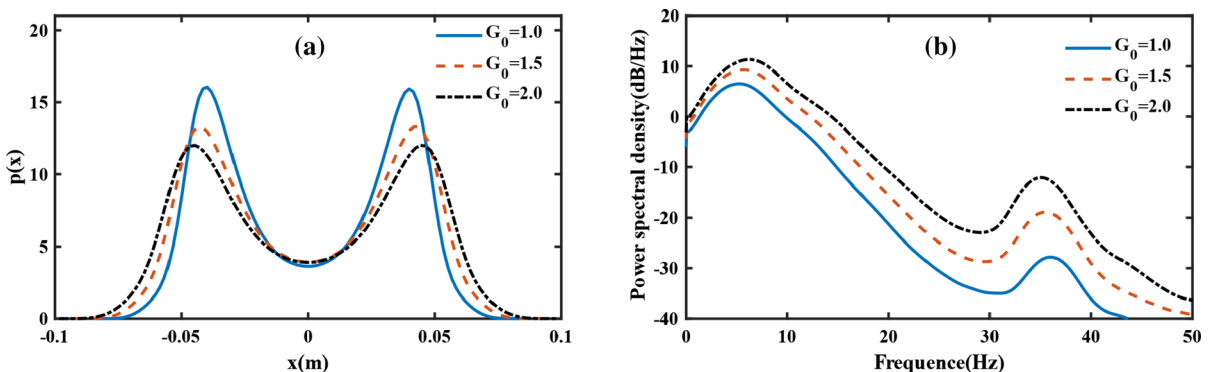 (a)
G0=1.0
G0=1.5
G0=2.0
p(x)
20
15
10
5
0
-0.1
-0.05
0
0.05
0.1
x(m)
(b)
G0=1.0
G0=1.5
G0=2.0
Power spectral density(dB/Hz)
10
0
-10
-20
-30
-40
0
10
20
30
40
50
Frequence(Hz)